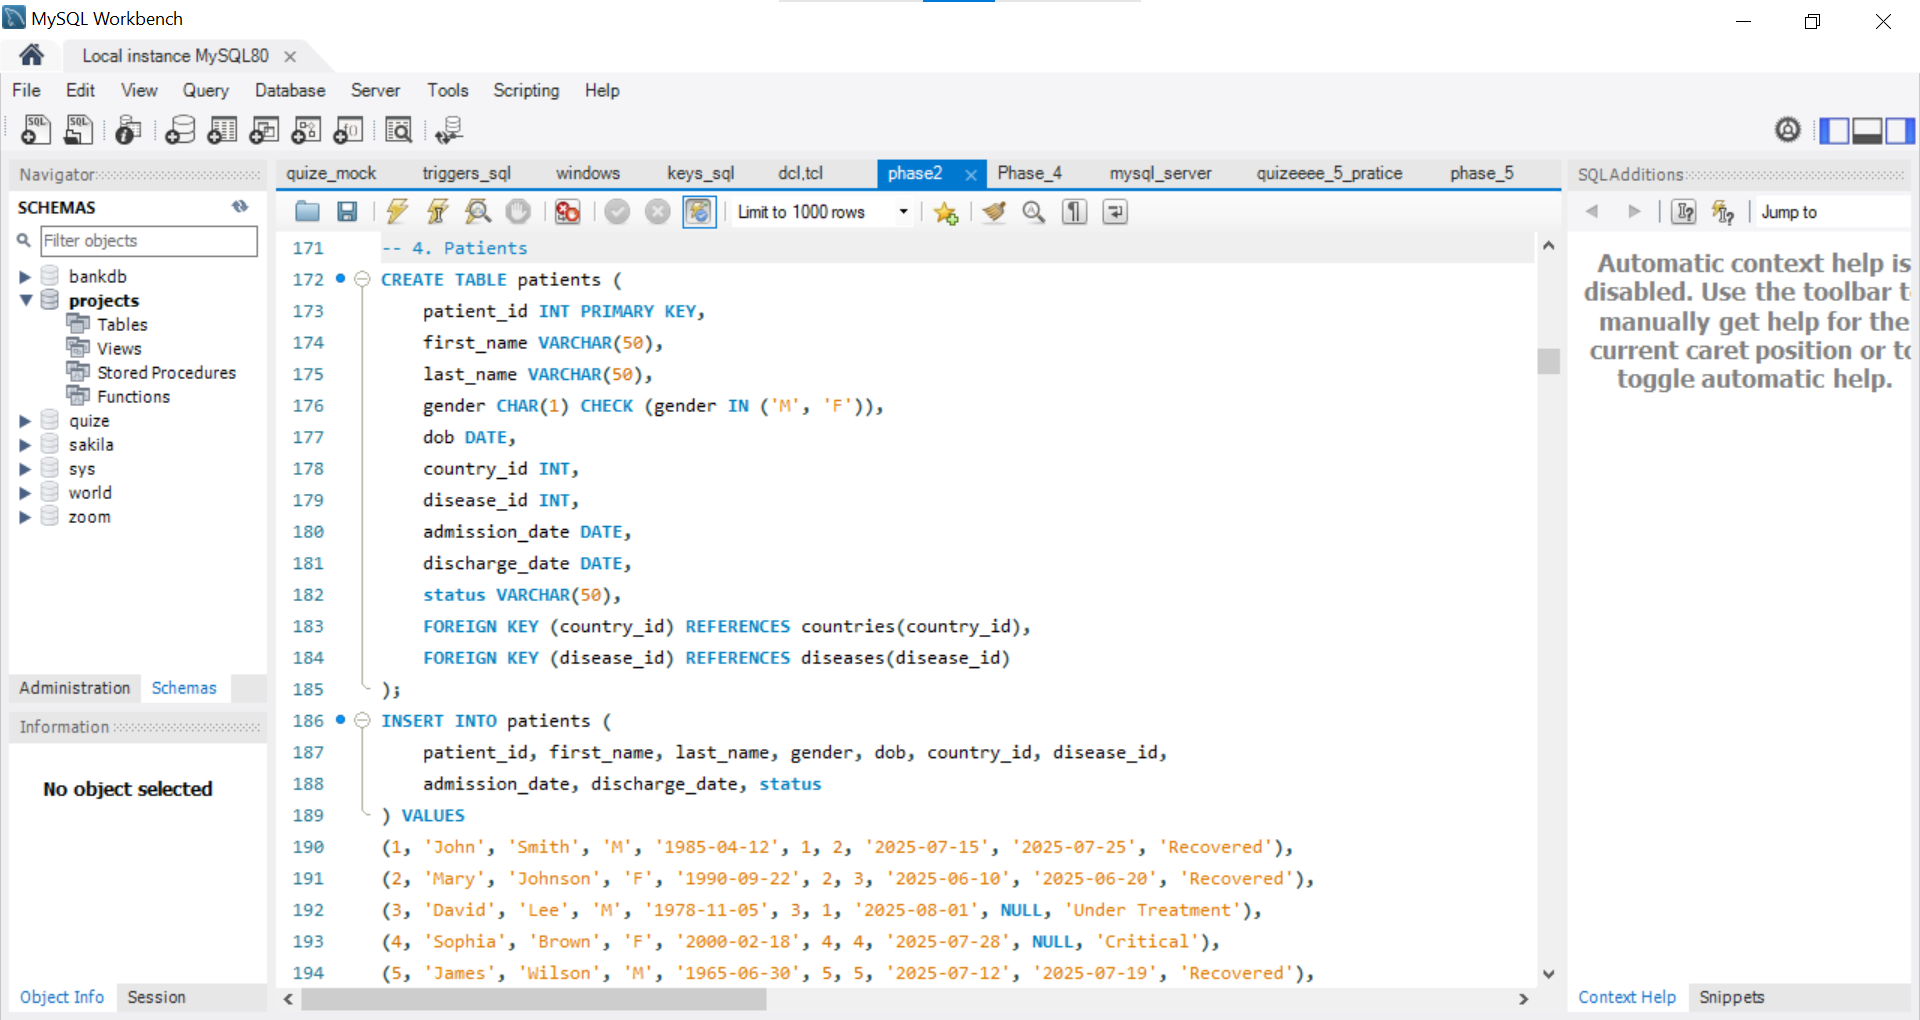 MySQL Workbench
Local instance MySQL80
File Edit View Query Database Server Tools Scripting Help
Navigator
SCHEMAS
Filter objects
bankdb
projects
Tables
Views
Stored Procedures
Functions
quize
sakila
sys
world
zoom
Administration Schemas
Information
No object selected
Object Info Session
quize_mock triggers_sql windows keys_sql dcl,tcl phase2 Phase_4 mysql_server quizeeee_5_pratice phase_5
Limit to 1000 rows
171 -- 4. Patients
172 CREATE TABLE patients (
173 patient_id INT PRIMARY KEY,
174 first_name VARCHAR(50),
175 last_name VARCHAR(50),
176 gender CHAR(1) CHECK (gender IN ('M', 'F')),
177 dob DATE,
178 country_id INT,
179 disease_id INT,
180 admission_date DATE,
181 discharge_date DATE,
182 status VARCHAR(50),
183 FOREIGN KEY (country_id) REFERENCES countries(country_id),
184 FOREIGN KEY (disease_id) REFERENCES diseases(disease_id)
185 );
186 INSERT INTO patients (
187 patient_id, first_name, last_name, gender, dob, country_id, disease_id,
188 admission_date, discharge_date, status
189 ) VALUES
190 (1, 'John', 'Smith', 'M', '1985-04-12', 1, 2, '2025-07-15', '2025-07-25', 'Recovered'),
191 (2, 'Mary', 'Johnson', 'F', '1990-09-22', 2, 3, '2025-06-10', '2025-06-20', 'Recovered'),
192 (3, 'David', 'Lee', 'M', '1978-11-05', 3, 1, '2025-08-01', NULL, 'Under Treatment'),
193 (4, 'Sophia', 'Brown', 'F', '2000-02-18', 4, 4, '2025-07-28', NULL, 'Critical'),
194 (5, 'James', 'Wilson', 'M', '1965-06-30', 5, 5, '2025-07-12', '2025-07-19', 'Recovered'),
SQLAdditions
Jump to
Automatic context help is
disabled. Use the toolbar t
manually get help for the
current caret position or to
toggle automatic help.
Context Help Snippets